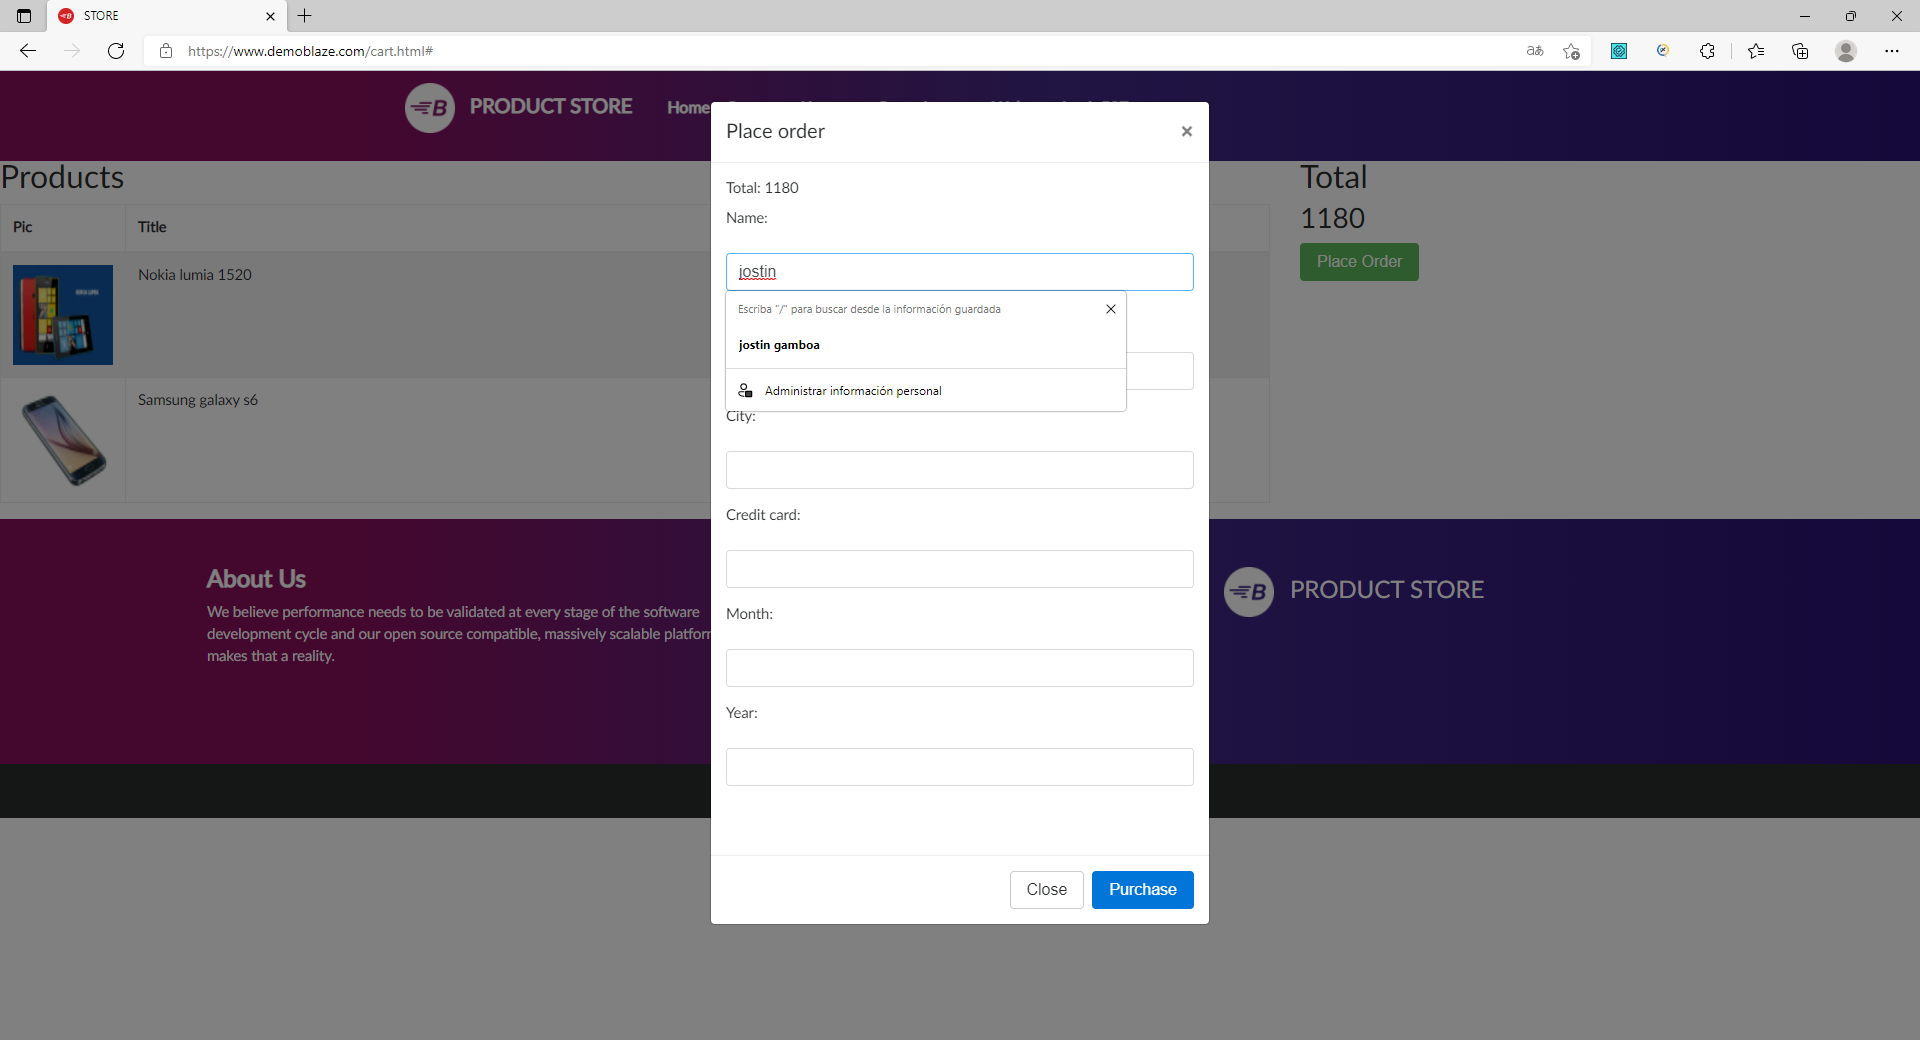 STORE
https://www.demoblaze.com/cart.html#
PRODUCT STORE
Home
Place order
×
Products
Total
Total: 1180
1180
Name:
Pic
Title
Place Order
jostin
Nokia lumia 1520
Escriba "/" para buscar desde la información guardada
jostin gamboa
Administrar información personal
Samsung galaxy s6
City:
Credit card:
About Us
PRODUCT STORE
We believe performance needs to be validated at every stage of the software
development cycle and our open source compatible, massively scalable platfor
makes that a reality.
Month:
Year:
Close
Purchase